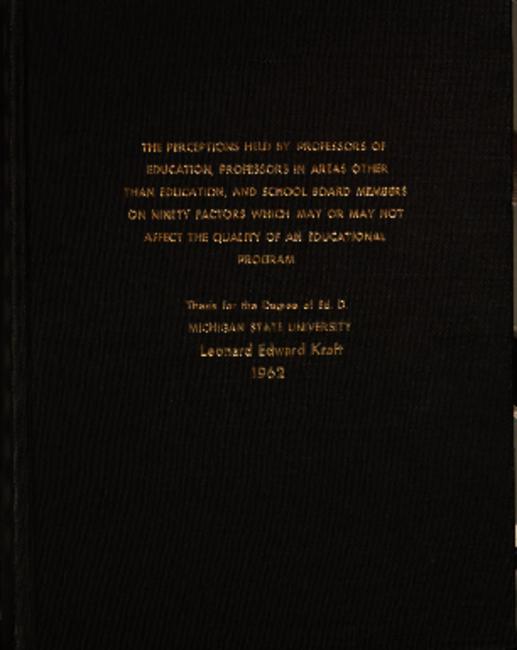 THE PERCEPTIONS HELD BY PROFESSORS OF
EDUCATION, PROFESSORS IN AREAS OTHER
THAN EDUCATION, AND SCHOOL BOARD MEMBERS
ON NINETY FACTORS WHICH MAY OR MAY NOT
AFFECT THE QUALITY OF AN EDUCATIONAL
PROGRAM
Thesis for the Degree of Ed. D.
MICHIGAN STATE UNIVERSITY
Leonard Edward Kraft
1962